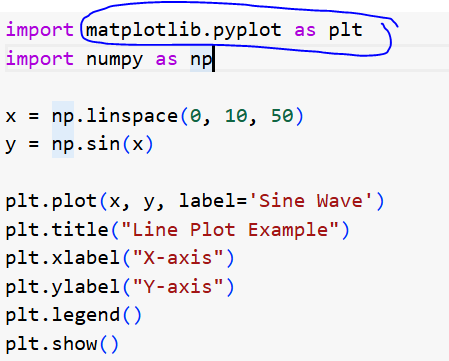 import matplotlib.pyplot as plt
import numpy as np
x = np.linspace(0, 10, 50)
y = np.sin(x)
plt.plot(x, y, label='Sine Wave')
plt.title("Line Plot Example")
plt.xlabel("X-axis")
plt.ylabel("Y-axis")
plt.legend()
plt.show()